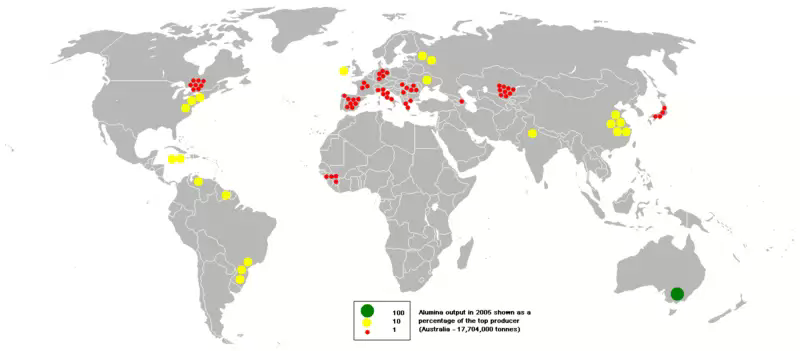 100 Alumina output in 2005 shown as a
10 percentage of the top producer
1 (Australia - 17,704,000 tonnes)